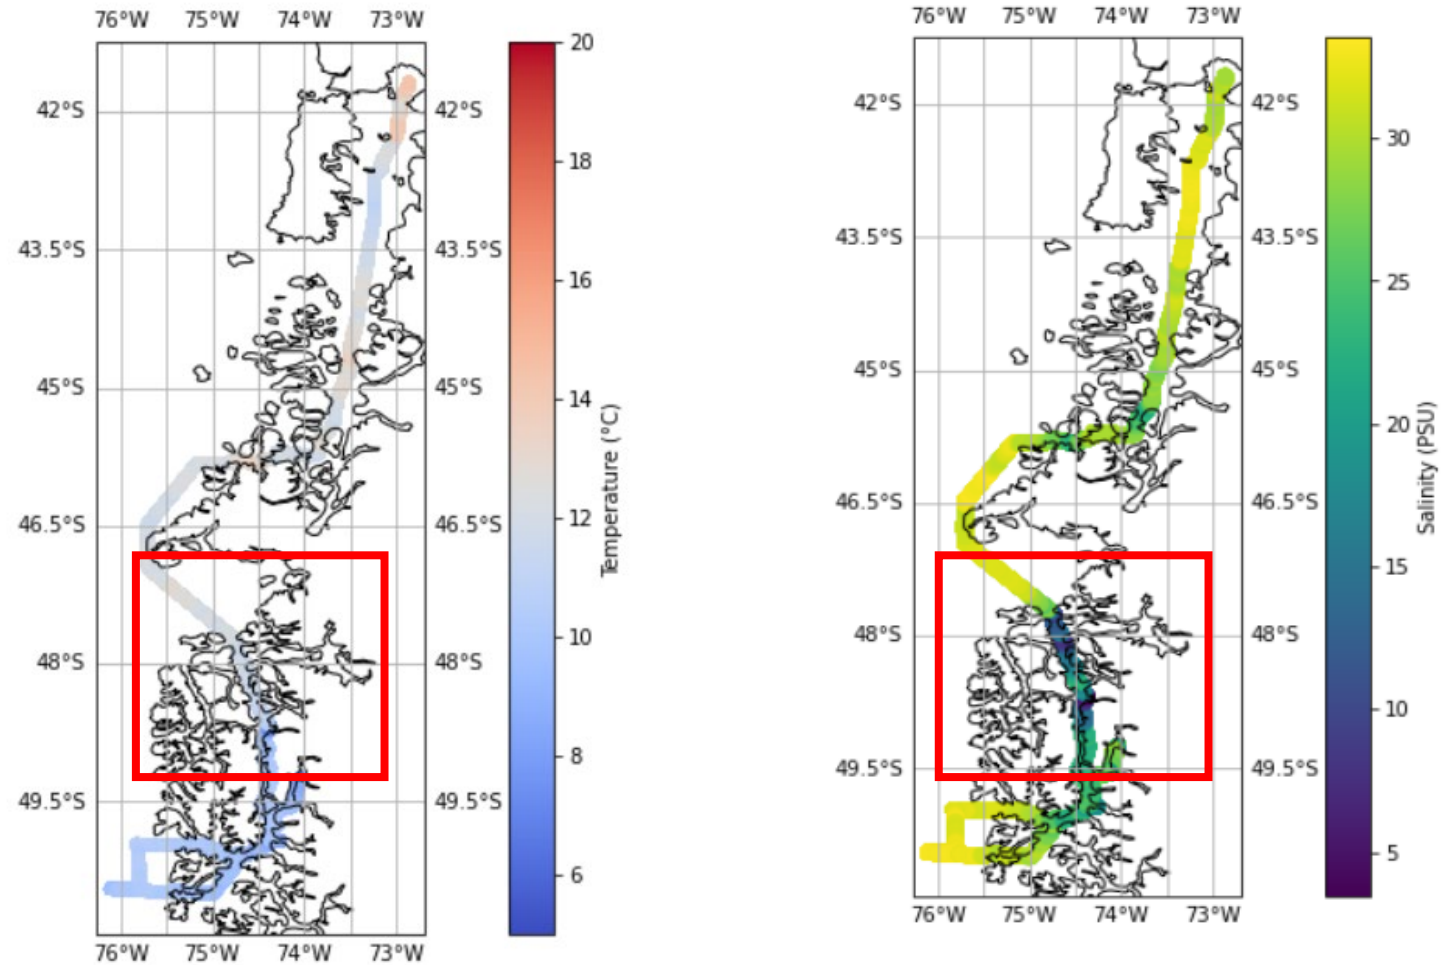 76°W 75°W 74°W 73°W
42°S 42°S
43.5°S 43.5°S
45°S 45°S
46.5°S 46.5°S
48°S 48°S
49.5°S 49.5°S
76°W 75°W 74°W 73°W
20
18
16
14
12
10
8
6
Temperature (°C)
76°W 75°W 74°W 73°W
42°S 42°S
43.5°S 43.5°S
45°S 45°S
46.5°S 46.5°S
48°S 48°S
49.5°S 49.5°S
76°W 75°W 74°W 73°W
30
25
20
15
10
5
Salinity (PSU)